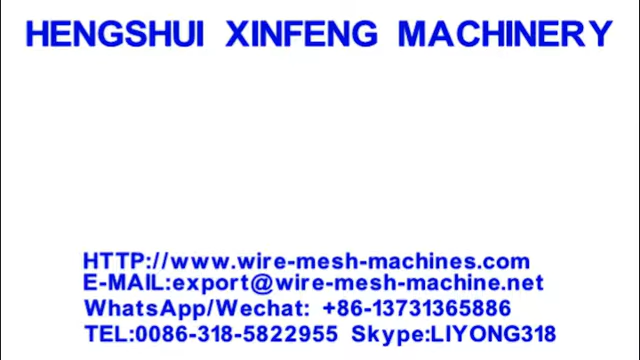 HENGSHUI XINFENG MACHINERY
HTTP://www.wire-mesh-machines.com
E-MAIL:export@wire-mesh-machine.net
WhatsApp/Wechat: +86-13731365886
TEL:0086-318-5822955 Skype:LIYONG318